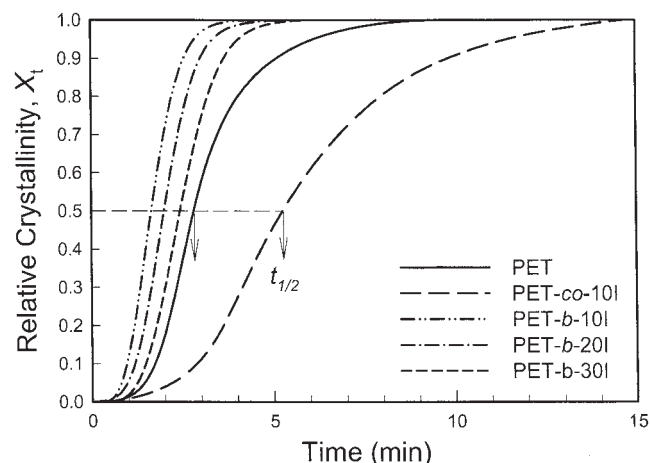 Relative Crystallinity, Xt
1.0
0.9
0.8
0.7
0.6
0.5
0.4
0.3
0.2
0.1
0.0
t1/2
PET
PET-co-10I
PET-b-10I
PET-b-20I
PET-b-30I
0 5 10 15
Time (min)